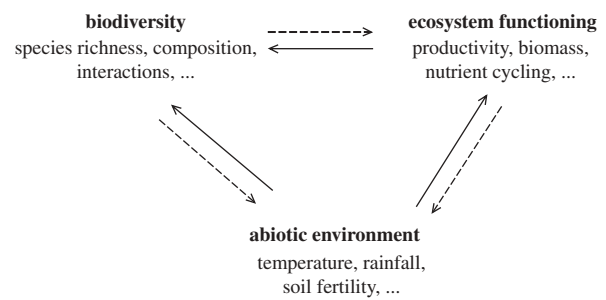 biodiversity
species richness, composition,
interactions, ...
ecosystem functioning
productivity, biomass,
nutrient cycling, ...
abiotic environment
temperature, rainfall,
soil fertility, ...